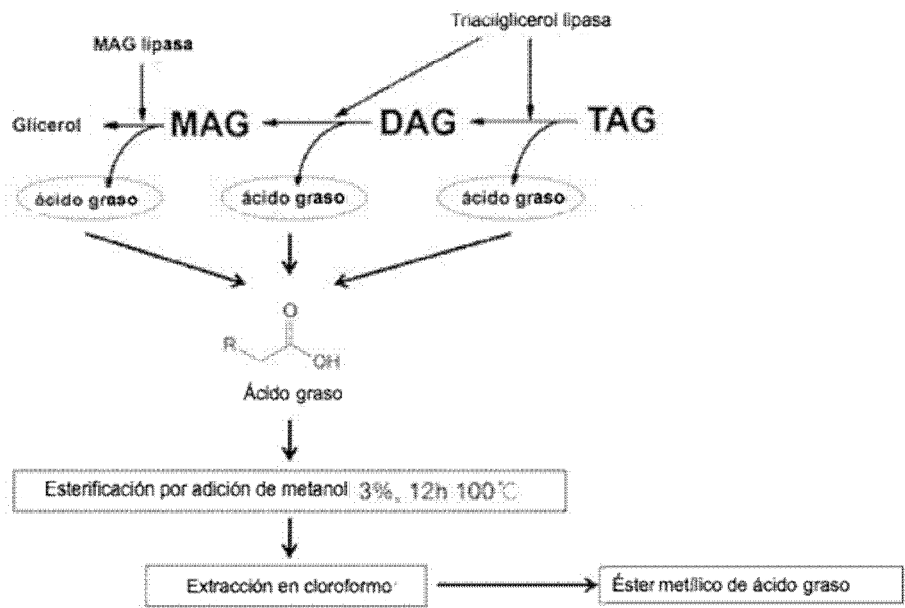 Triacilglicerol lipasa
MAG lipasa
Glicerol MAG DAG TAG
ácido graso ácido graso ácido graso
O
R OH
Ácido graso
Esterificación por adición de metanol 3%, 12h 100℃
Extracción en cloroformo
Éster metílico de ácido graso